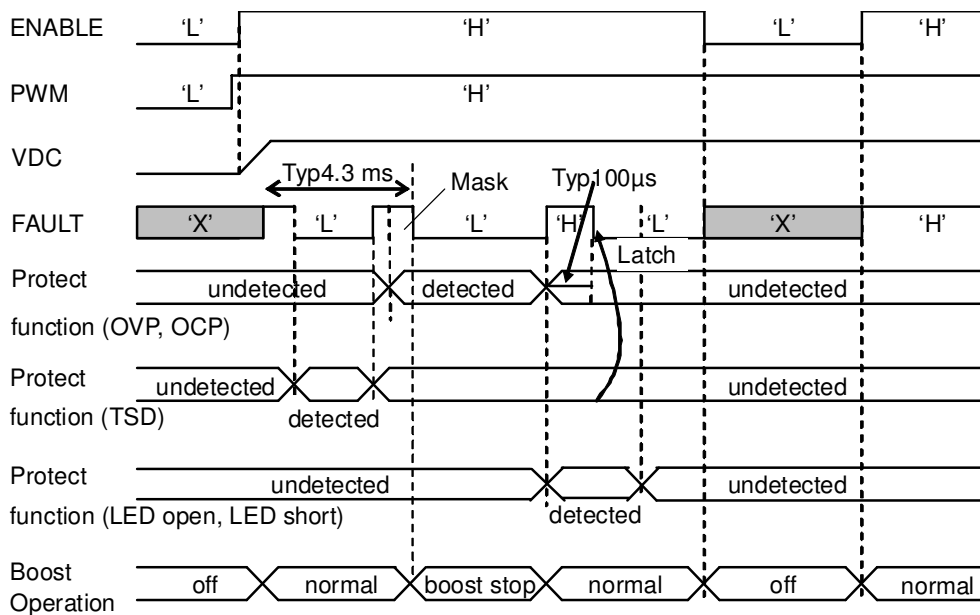 ENABLE ‘L’ ‘H’ ‘L’ ‘H’
PWM ‘L’ ‘H’
VDC
Typ4.3 ms Mask Typ100µs
FAULT ‘X’ ‘L’ ‘L’ ‘H’ ‘L’ ‘X’ ‘H’
Latch
Protect undetected detected undetected
function (OVP, OCP)
Protect undetected undetected
function (TSD) detected
Protect undetected undetected
function (LED open, LED short) detected
Boost off normal boost stop normal off normal
Operation